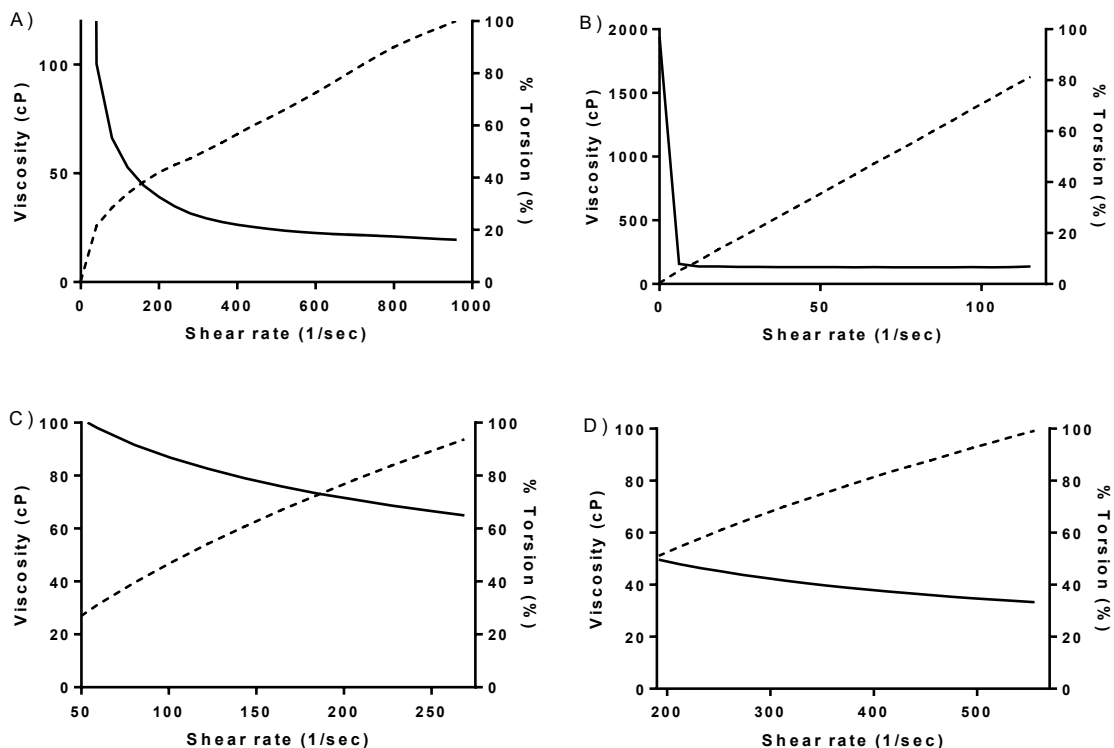 A)
100
50
0
Viscosity (cP)
100
80
60
40
20
0
% Torsion (%)
0 200 400 600 800 1000
Shear rate (1/sec)
B)
2000
1500
1000
500
0
Viscosity (cP)
100
80
60
40
20
0
% Torsion (%)
0 50 100
Shear rate (1/sec)
C)
100
80
60
40
20
0
Viscosity (cP)
100
80
60
40
20
0
% Torsion (%)
50 100 150 200 250
Shear rate (1/sec)
D)
100
80
60
40
20
0
Viscosity (cP)
100
80
60
40
20
0
% Torsion (%)
200 300 400 500
Shear rate (1/sec)